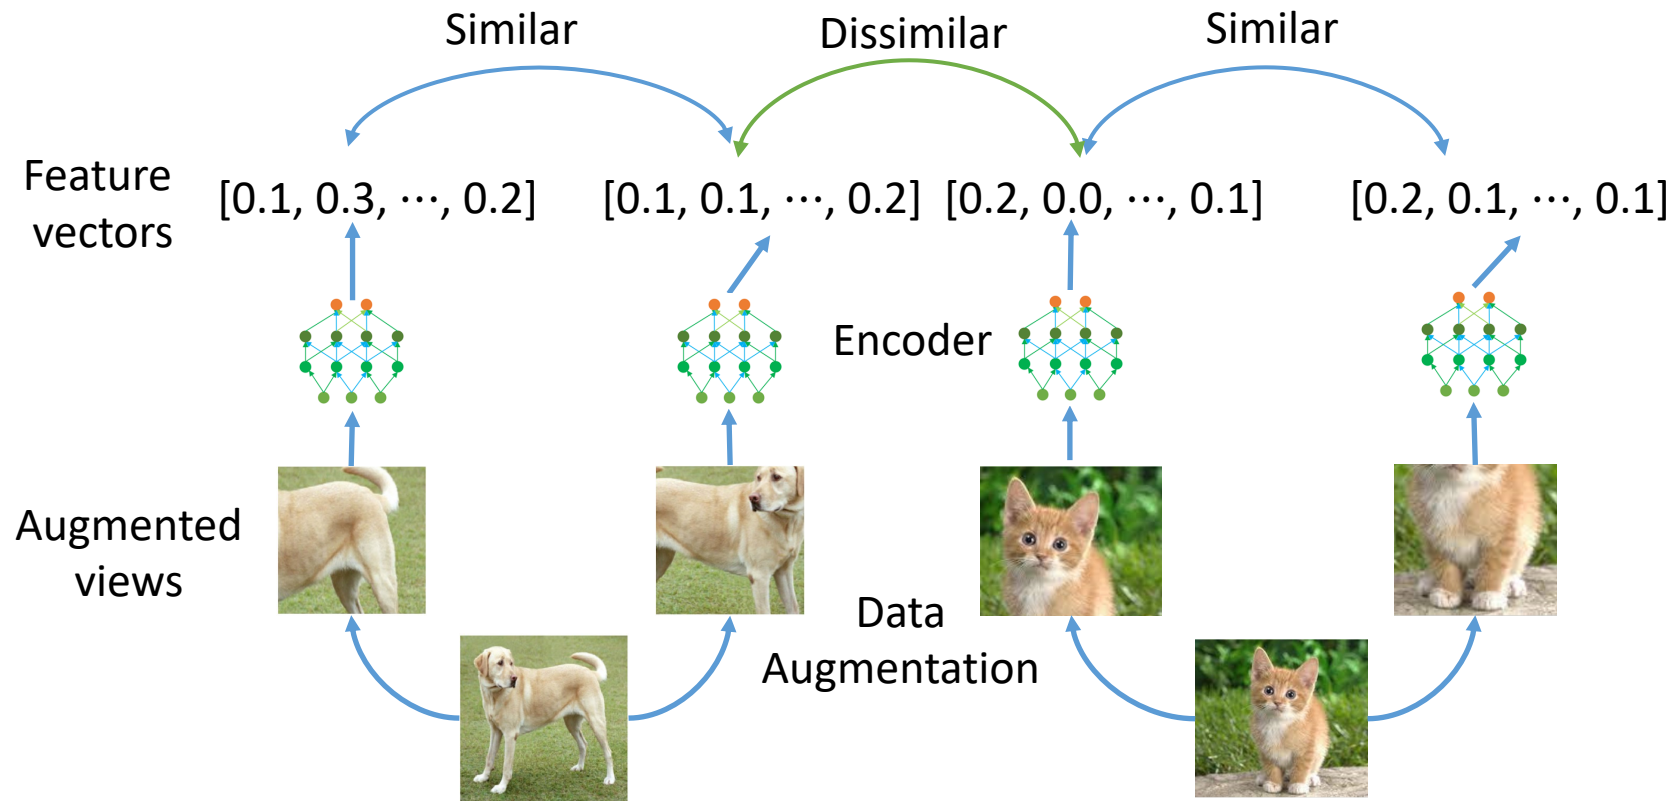 Similar
Dissimilar
Similar
Feature
vectors
[0.1, 0.3, ⋯, 0.2]
[0.1, 0.1, ⋯, 0.2]
[0.2, 0.0, ⋯, 0.1]
[0.2, 0.1, ⋯, 0.1]
Encoder
Augmented
views
Data
Augmentation